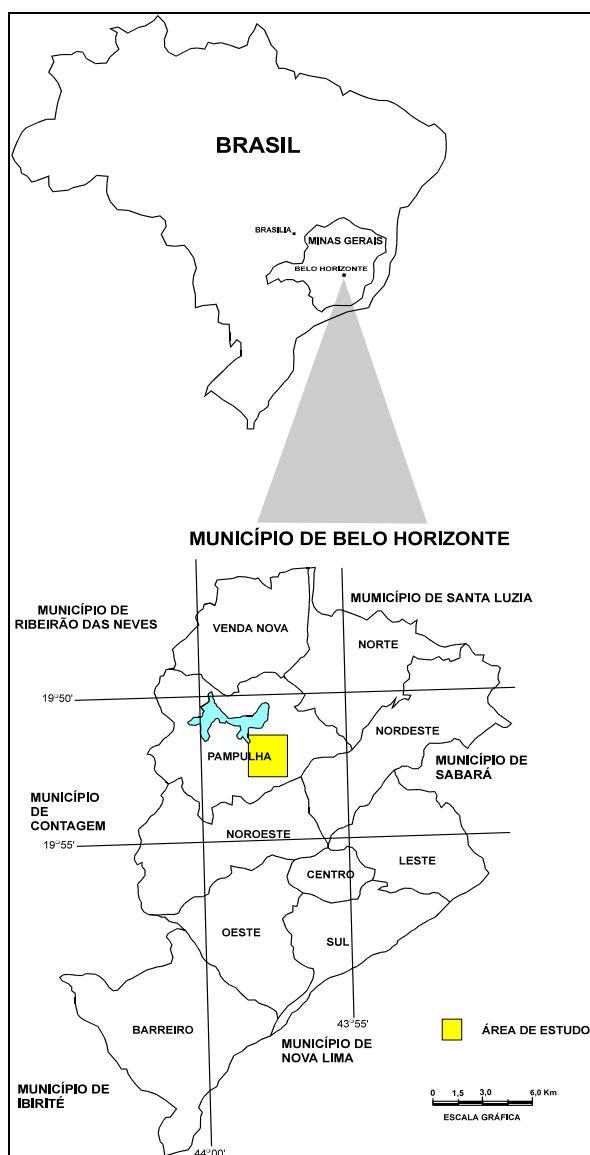 BRASIL
BRASILIA
MINAS GERAIS
BELO HORIZONTE
MUNICÍPIO DE BELO HORIZONTE
MUNICÍPIO DE
RIBEIRÃO DAS NEVES
MUMICÍPIO DE SANTA LUZIA
VENDA NOVA
NORTE
19°50'
NORDESTE
PAMPULHA
MUNICÍPIO DE
SABARÁ
MUNICÍPIO
DE
CONTAGEM
19°55'
NOROESTE
LESTE
CENTRO
OESTE
SUL
43°55'
BARREIRO
MUNICÍPIO DE
NOVA LIMA
ÁREA DE ESTUDO
MUNICÍPIO DE
IBIRITÉ
0 1,5 3,0 6,0 Km
ESCALA GRÁFICA
44°00'